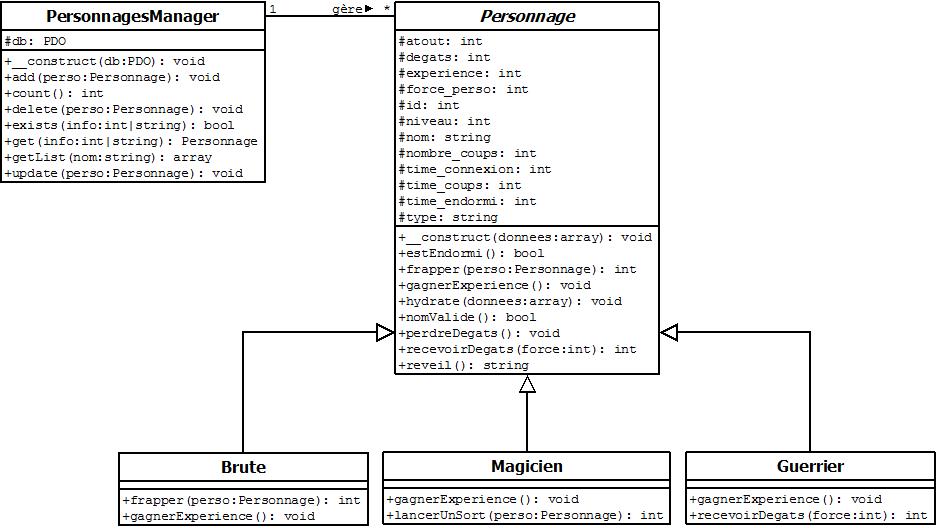 PersonnagesManager
#db: PDO
+__construct(db:PDO): void
+add(perso:Personnage): void
+count(): int
+delete(perso:Personnage): void
+exists(info:int|string): bool
+get(info:int|string): Personnage
+getList(nom:string): array
+update(perso:Personnage): void
1 gère *
Personnage
#atout: int
#degats: int
#experience: int
#force_perso: int
#id: int
#niveau: int
#nom: string
#nombre_coups: int
#time_connexion: int
#time_coups: int
#time_endormi: int
#type: string
+__construct(donnees:array): void
+estEndormi(): bool
+frapper(perso:Personnage): int
+gagnerExperience(): void
+hydrate(donnees:array): void
+nomValide(): bool
+perdreDegats(): void
+recevoirDegats(force:int): int
+reveil(): string
Brute
+frapper(perso:Personnage): int
+gagnerExperience(): void
Magicien
+gagnerExperience(): void
+lancerUnSort(perso:Personnage): int
Guerrier
+gagnerExperience(): void
+recevoirDegats(force:int): int